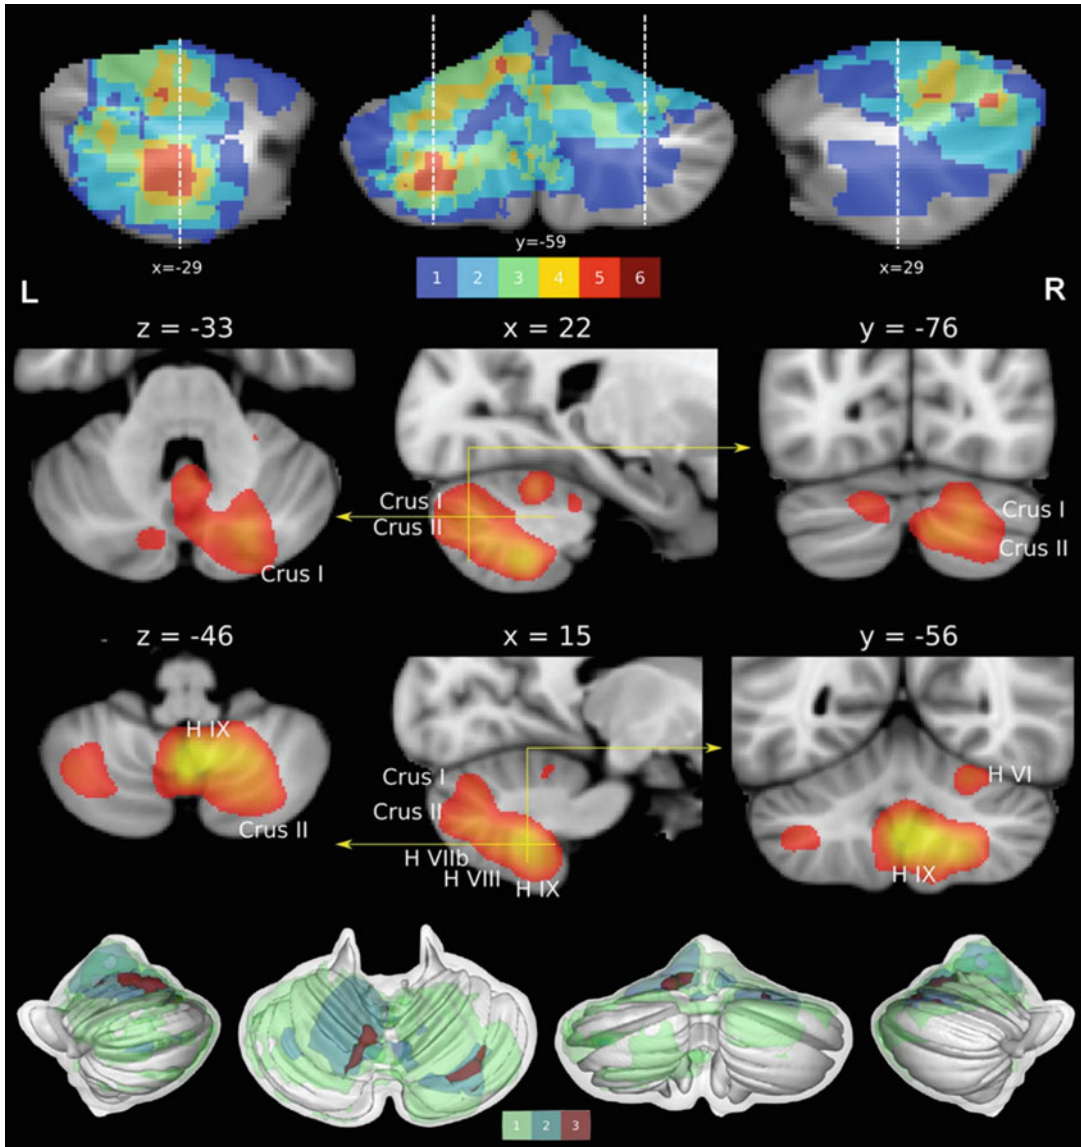 x=-29
y=-59
x=29
1 2 3 4 5 6
L
R
z = -33
x = 22
y = -76
Crus I
Crus I
Crus II
Crus I
Crus II
z = -46
x = 15
y = -56
H IX
Crus II
Crus I
Crus II
H VIIb
H VIII
H IX
H VI
H IX
1 2 3